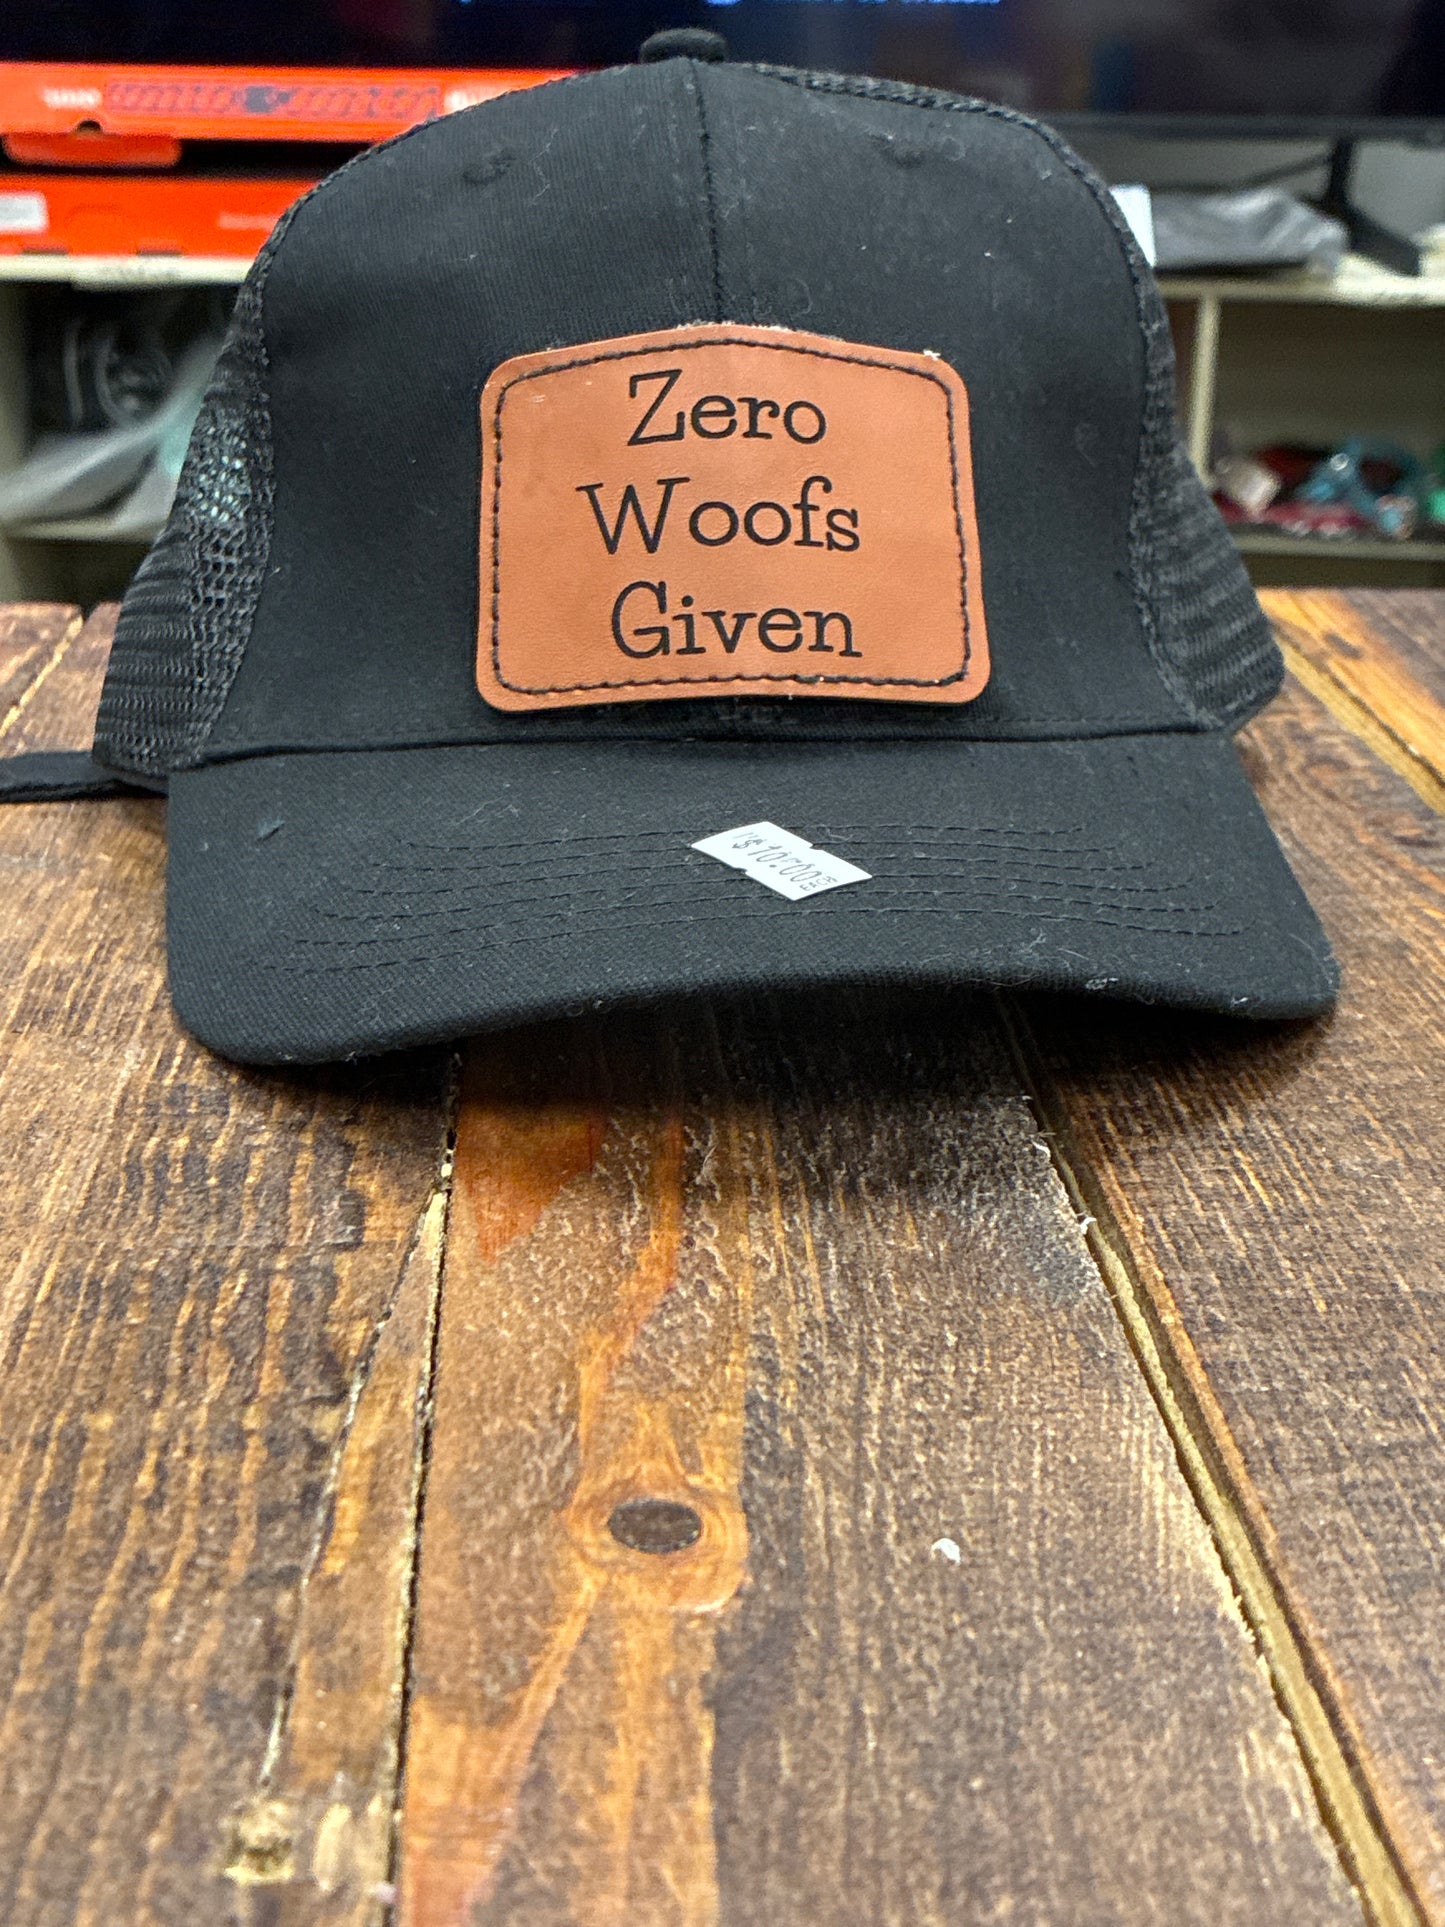 Zero
Woofs
Given
$10.00
EACH